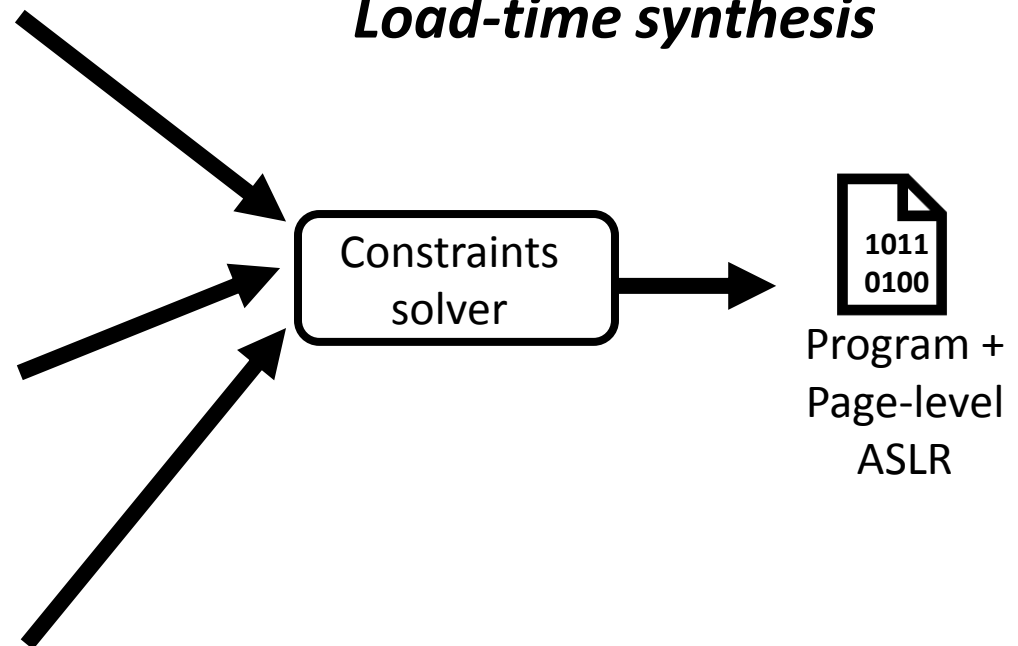 Load-time synthesis
Constraints
solver
1011
0100
Program +
Page-level
ASLR